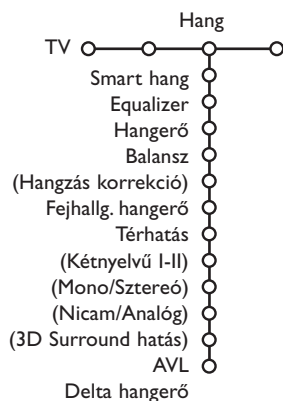 Hang
TV
Smart hang
Equalizer
Hangerő
Balansz
(Hangzás korrekció)
Fejhallg. hangerő
Térhatás
(Kétnyelvű I-II)
(Mono/Sztereó)
(Nicam/Analóg)
(3D Surround hatás)
AVL
Delta hangerő